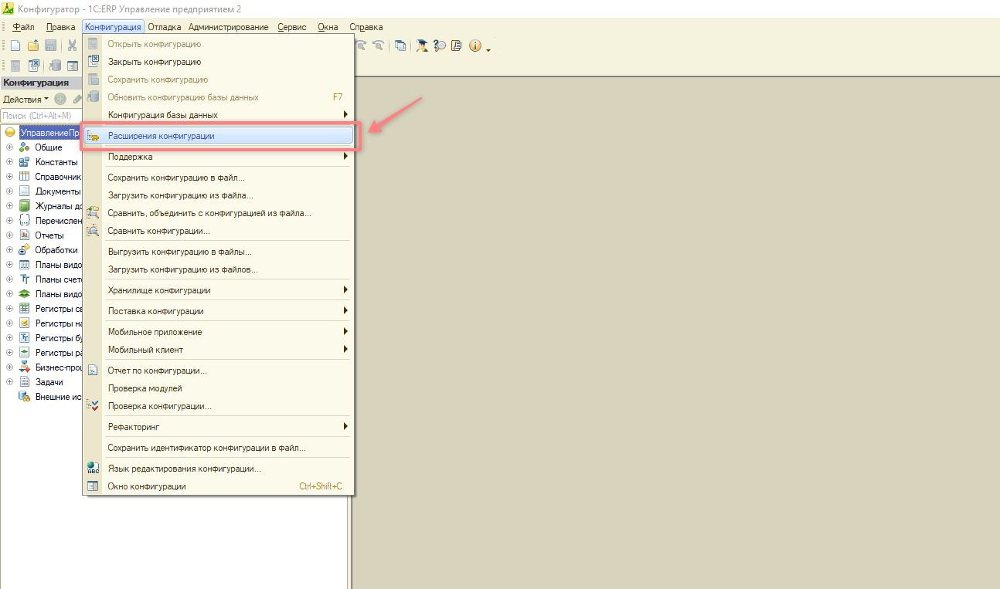 Конфигуратор - 1С:ERP Управление предприятием 2
Файл Правка Конфигурация Отладка Администрирование Сервис Окна Справка
Конфигурация
Действия
Поиск (Ctrl+Alt+M)
УправлениеПр
Общие
Константы
Справочник
Документы
Журналы до
Перечислен
Отчеты
Обработки
Планы видо
Планы счет
Планы видо
Регистры св
Регистры на
Регистры бу
Регистры ра
Бизнес-проц
Задачи
Внешние ис
Открыть конфигурацию
Закрыть конфигурацию
Сохранить конфигурацию
Обновить конфигурацию базы данных F7
Конфигурация базы данных
Расширения конфигурации
Поддержка
Сохранить конфигурацию в файл...
Загрузить конфигурацию из файла...
Сравнить, объединить с конфигурацией из файла...
Сравнить конфигурации...
Выгрузить конфигурацию в файлы...
Загрузить конфигурацию из файлов...
Хранилище конфигурации
Поставка конфигурации
Мобильное приложение
Мобильный клиент
Отчет по конфигурации...
Проверка модулей
Проверка конфигурации...
Рефакторинг
Сохранить идентификатор конфигурации в файл...
Язык редактирования конфигурации...
Окно конфигурации Ctrl+Shift+C